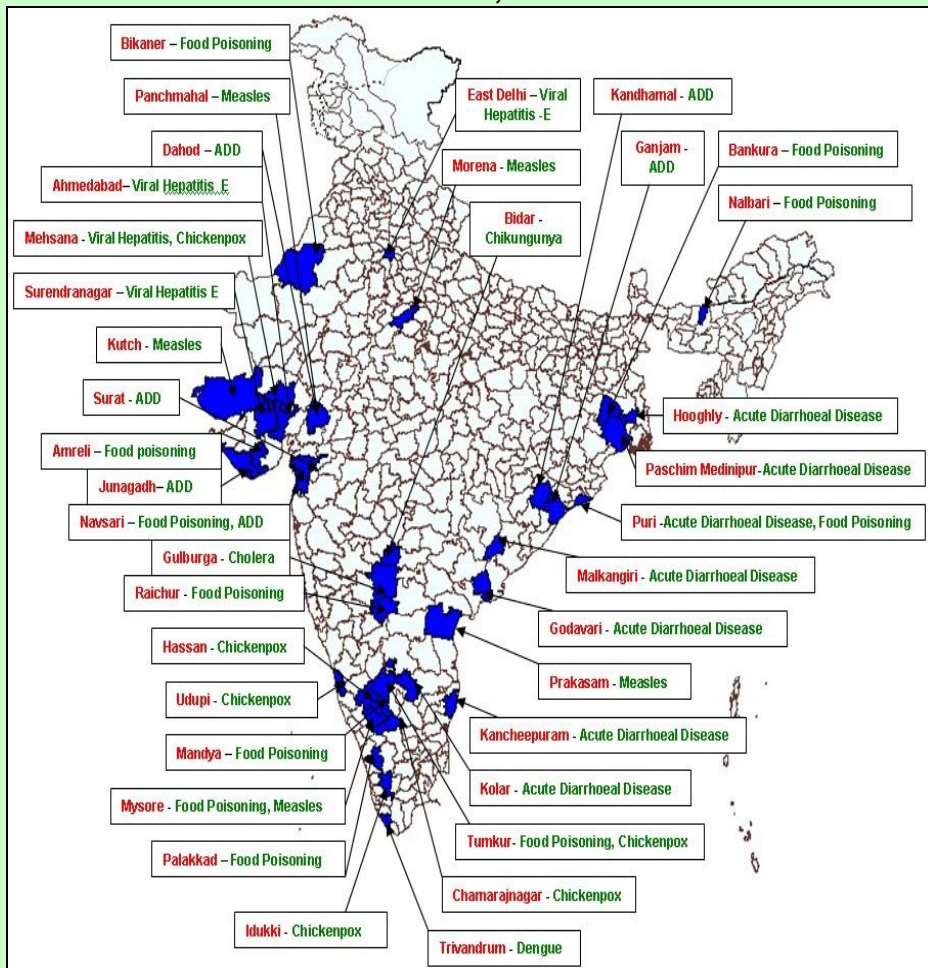 Bikaner – Food Poisoning
Panchmahal – Measles
Dahod – ADD
Ahmedabad– Viral Hepatitis E
Mehsana - Viral Hepatitis, Chickenpox
Surendranagar – Viral Hepatitis E
Kutch - Measles
Surat - ADD
Amreli - Food poisoning
Junagadh– ADD
Navsari – Food Poisoning, ADD
Gulburga - Cholera
Raichur - Food Poisoning
Hassan - Chickenpox
Udupi - Chickenpox
Mandya – Food Poisoning
Mysore - Food Poisoning, Measles
Palakkad – Food Poisoning
Idukki - Chickenpox
East Delhi – Viral
Hepatitis -E
Morena - Measles
Bidar -
Chikungunya
Kandhamal - ADD
Ganjam -
ADD
Bankura – Food Poisoning
Nalbari – Food Poisoning
Hooghly - Acute Diarrhoeal Disease
Paschim Medinipur-Acute Diarrhoeal Disease
Puri -Acute Diarrhoeal Disease, Food Poisoning
Malkangiri - Acute Diarrhoeal Disease
Godavari - Acute Diarrhoeal Disease
Prakasam - Measles
Kancheepuram - Acute Diarrhoeal Disease
Kolar - Acute Diarrhoeal Disease
Tumkur- Food Poisoning, Chickenpox
Chamarajnagar - Chickenpox
Trivandrum - Dengue